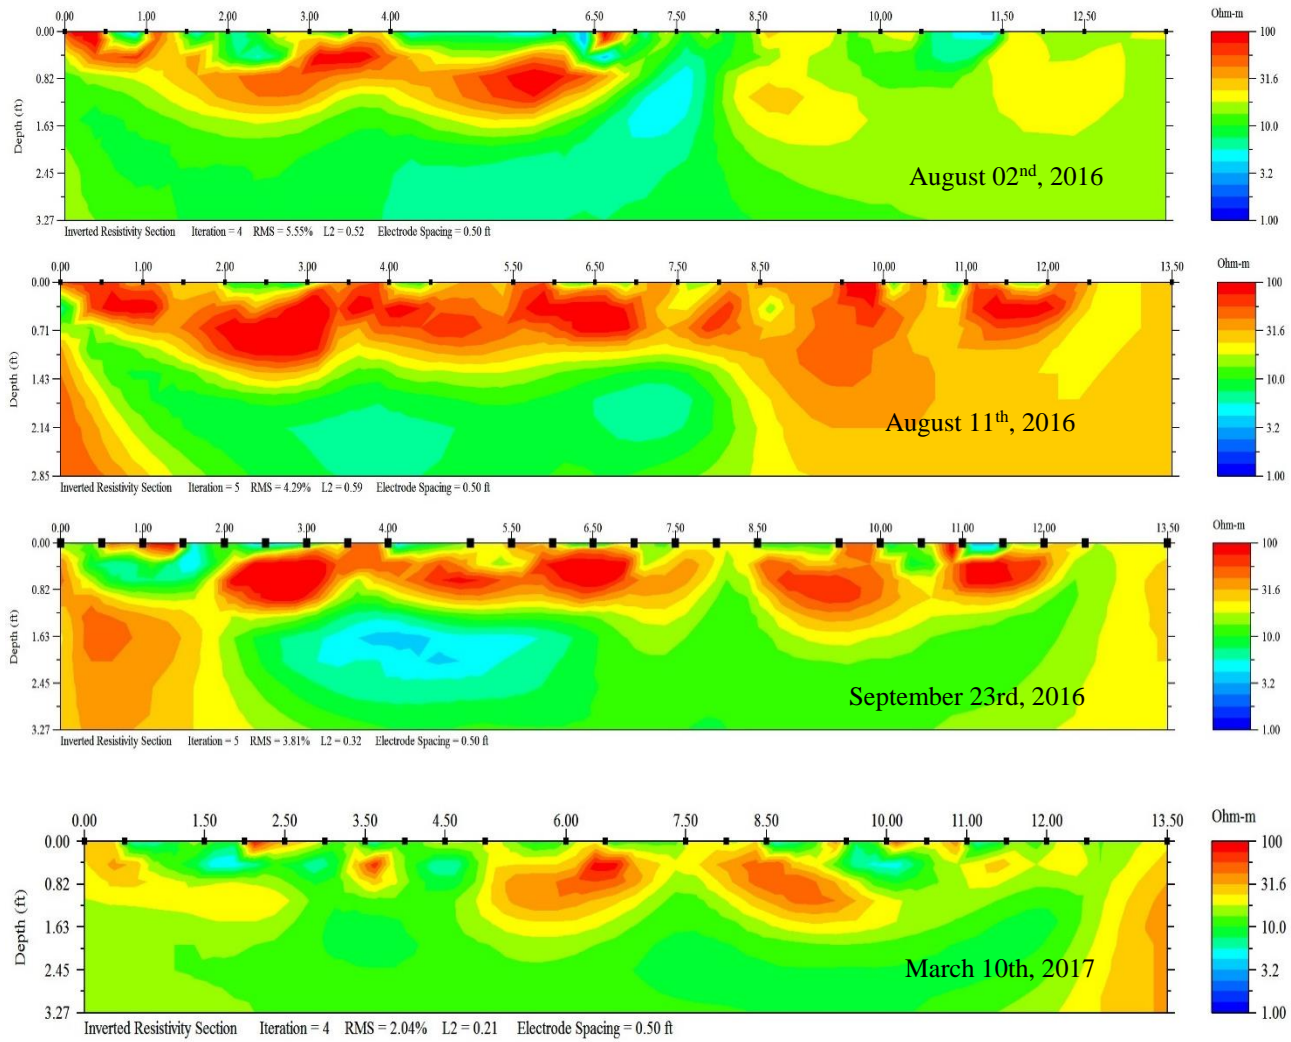 0.00 1.00 2.00 3.00 4.00 6.50 8.50 10.00 11.50 12.50
Ohm-m
0.00
0.82
1.63
2.45
3.27
Depth (ft)
100
31.6
10.0
3.2
1.00
August 02nd, 2016
Inverted Resistivity Section Iteration = 4 RMS = 5.55% L2 = 0.52 Electrode Spacing = 0.50 ft
0.00 1.00 2.00 3.00 4.00 5.50 6.50 7.50 8.50 10.00 11.00 12.00 13.50
Ohm-m
0.00
0.71
1.43
2.14
2.85
Depth (ft)
100
31.6
10.0
3.2
1.00
August 11th, 2016
Inverted Resistivity Section Iteration = 5 RMS = 4.29% L2 = 0.59 Electrode Spacing = 0.50 ft
0.00 1.00 2.00 3.00 4.00 5.50 6.50 7.50 8.50 10.00 11.00 12.00 13.50
Ohm-m
0.00
0.82
1.63
2.45
3.27
Depth (ft)
100
31.6
10.0
3.2
1.00
September 23rd, 2016
Inverted Resistivity Section Iteration = 5 RMS = 3.81% L2 = 0.32 Electrode Spacing = 0.50 ft
0.00 1.50 2.50 3.50 4.50 6.00 7.50 8.50 10.00 11.00 12.00 13.50
Ohm-m
0.00
0.82
1.63
2.45
3.27
Depth (ft)
100
31.6
10.0
3.2
1.00
March 10th, 2017
Inverted Resistivity Section Iteration = 4 RMS = 2.04% L2 = 0.21 Electrode Spacing = 0.50 ft